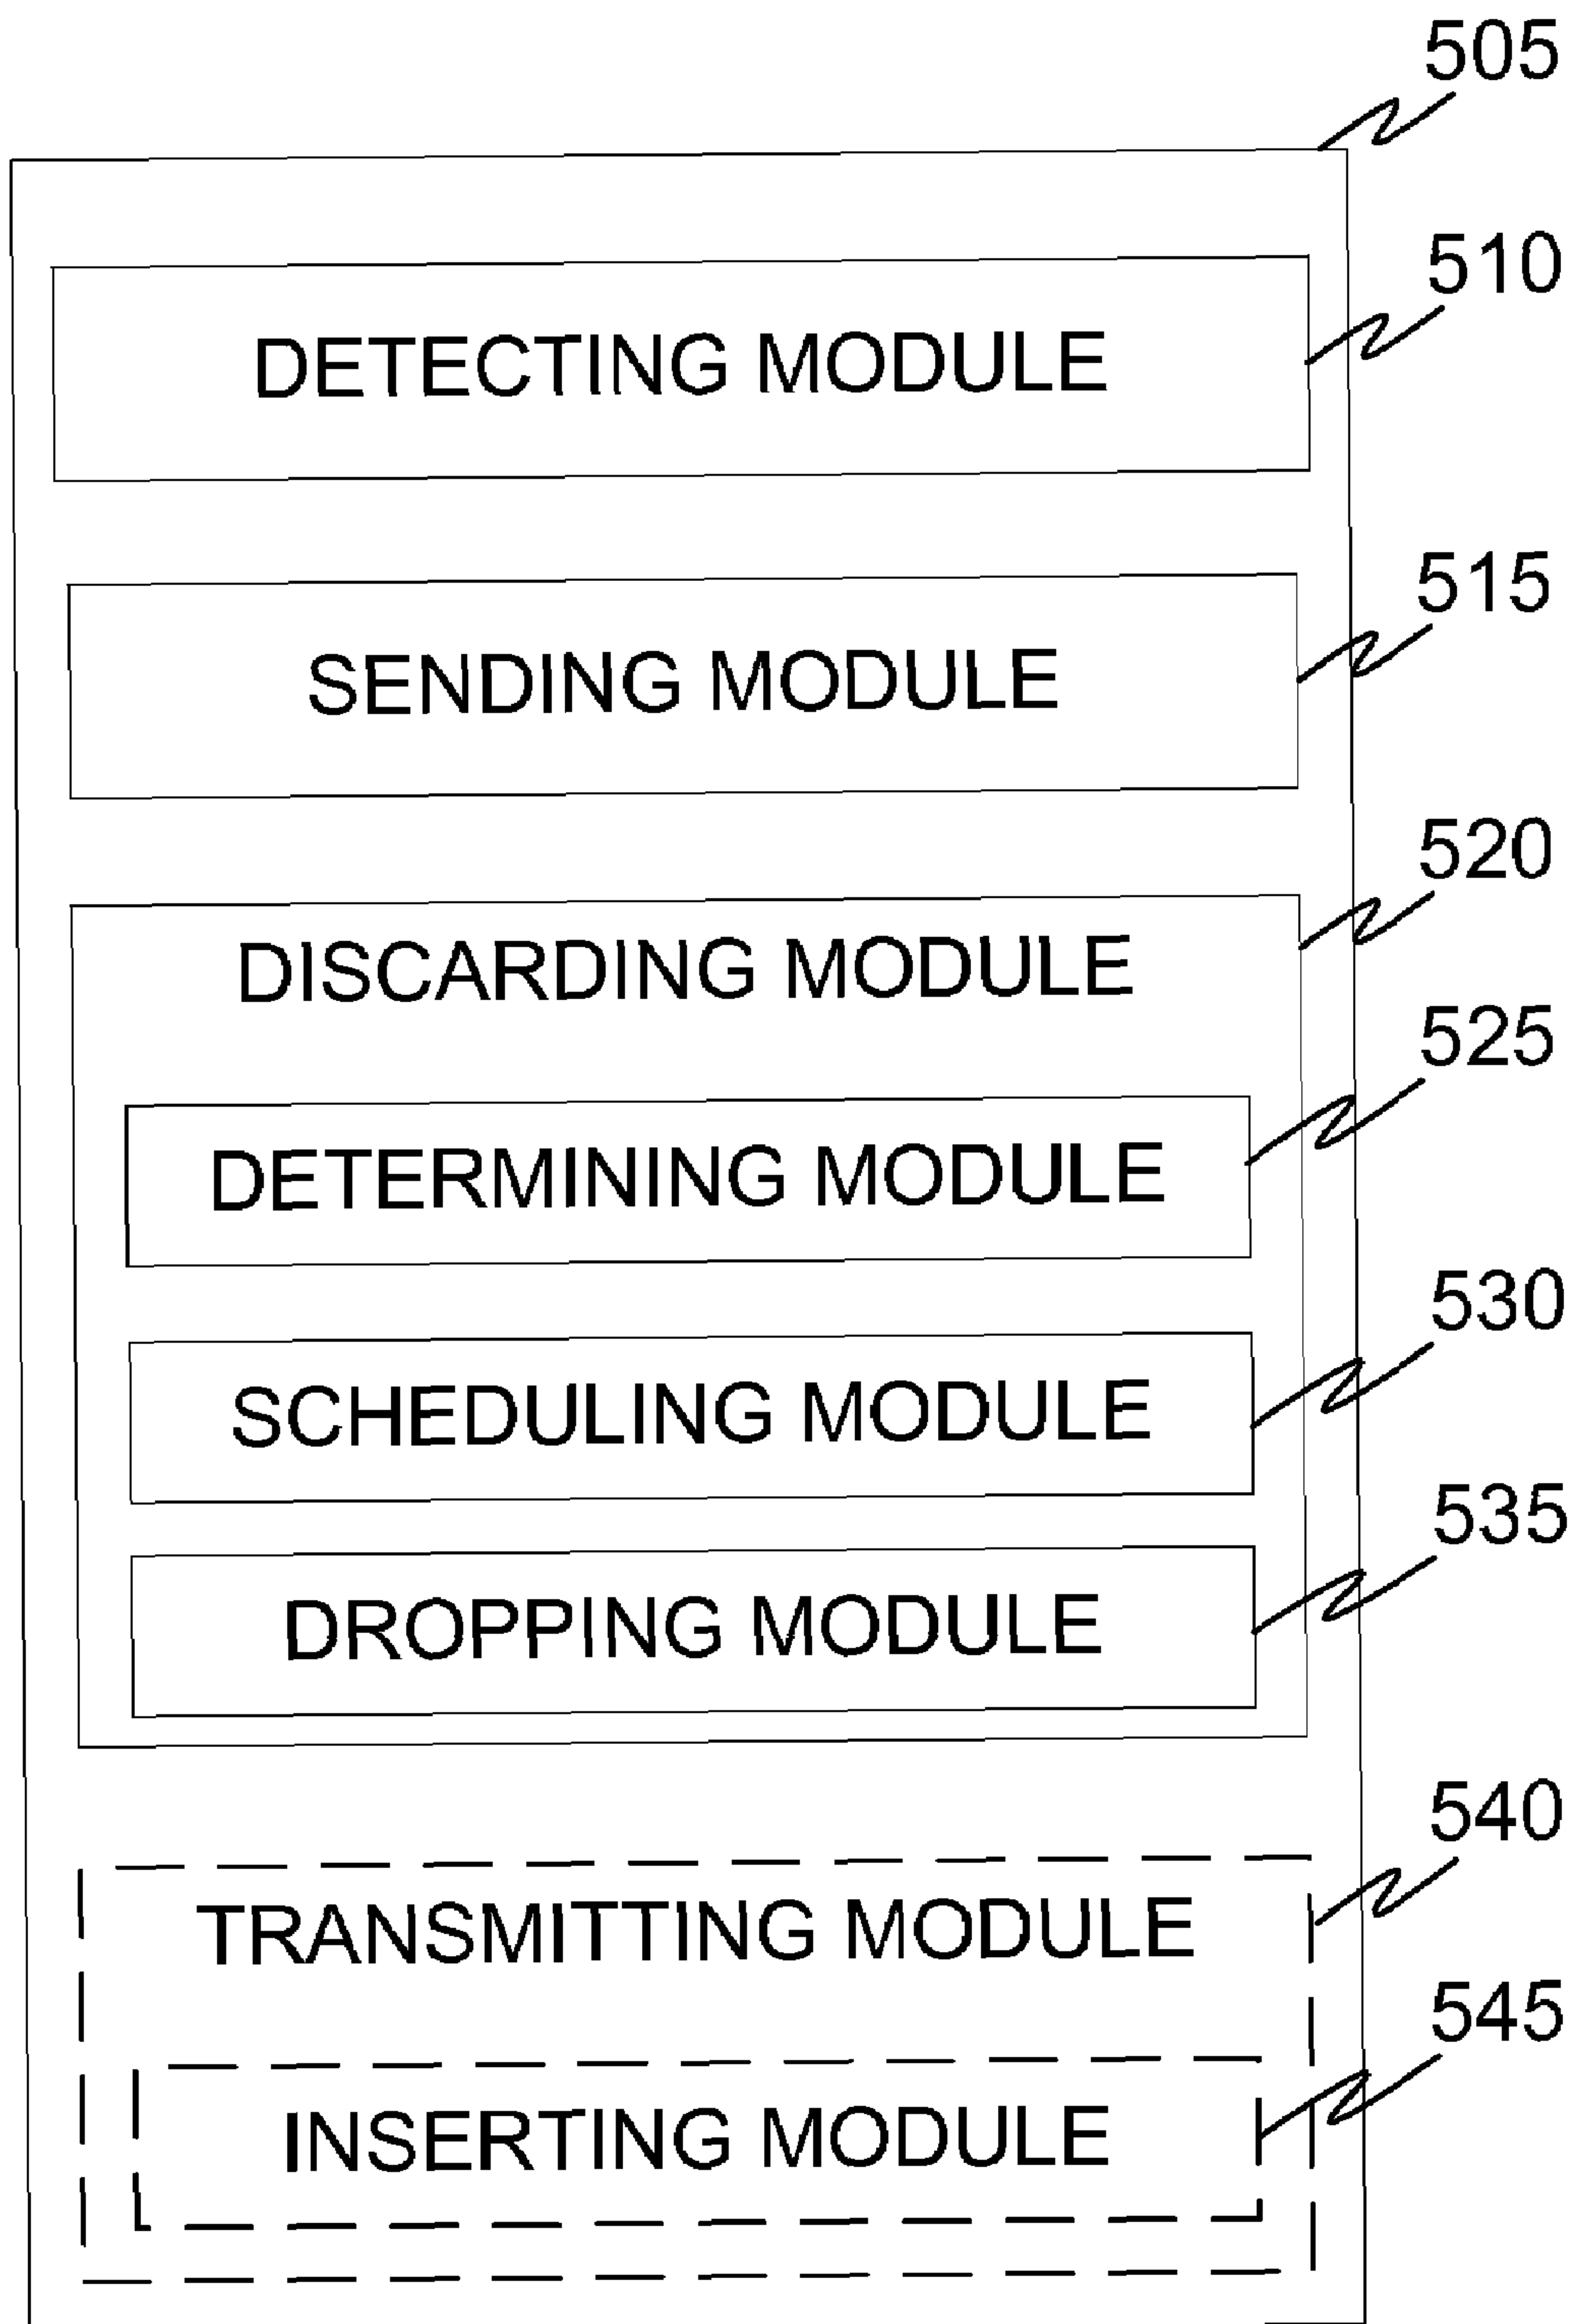 505
510
DETECTING MODULE
515
SENDING MODULE
520
DISCARDING MODULE
525
DETERMINING MODULE
530
SCHEDULING MODULE
535
DROPPING MODULE
540
TRANSMITTING MODULE
545
INSERTING MODULE